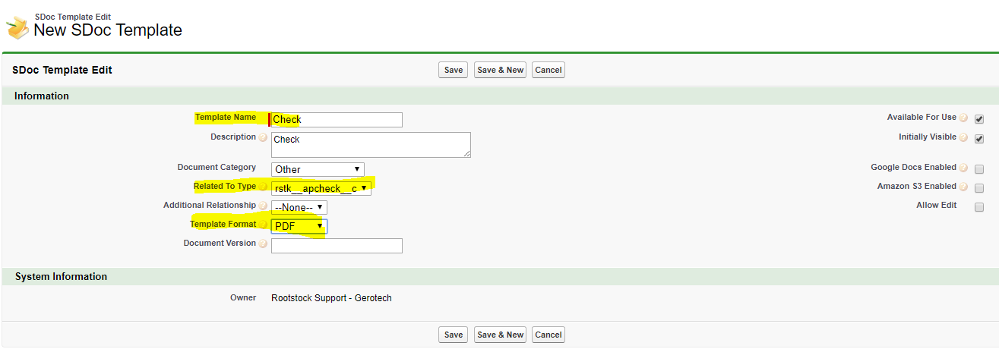 SDoc Template Edit
New SDoc Template
SDoc Template Edit Save Save & New Cancel
Information
Template Name Check Available For Use ?
Description ? Check Initially Visible ?
Document Category Other Google Docs Enabled ?
Related To Type ? rstk__apcheck__c Amazon S3 Enabled ?
Additional Relationship ? --None-- Allow Edit
Template Format ? PDF
Document Version ?
System Information
Owner Rootstock Support - Gerotech
Save Save & New Cancel